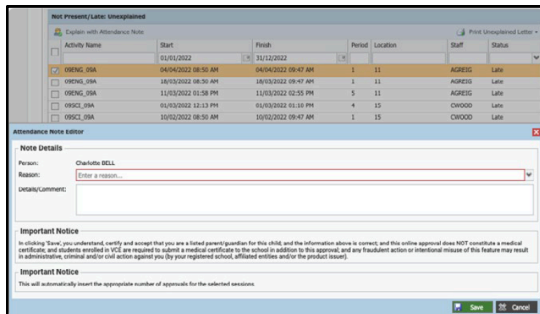 Not Present/Late: Unexplained
Explain with Attendance Note Print Unexplained Letter
Activity Name Start Finish Period Location Staff Status
01/01/2022 31/12/2022
09ENG_09A 04/04/2022 08:50 AM 04/04/2022 09:47 AM 1 11 AGREIG Late
09ENG_09A 18/03/2022 08:50 AM 18/03/2022 09:47 AM 1 11 AGREIG Late
09ENG_09A 11/03/2022 01:58 PM 11/03/2022 02:55 PM 5 11 AGREIG Late
09SCI_09A 01/03/2022 12:13 PM 01/03/2022 01:10 PM 4 15 CWOOD Late
09SCI_09A 10/02/2022 08:50 AM 10/02/2022 09:47 AM 1 15 CWOOD Late
Attendance Note Editor
Note Details
Person: Charlotte BELL
Reason: Enter a reason...
Details/Comment:
Important Notice
In clicking 'Save', you understand, certify and accept that you are a listed parent/guardian for this child, and the information above is correct; and this online approval does NOT constitute a medical
certificate; and students enrolled in VCE are required to submit a medical certificate to the school in addition to this approval; and any fraudulent action or intentional misuse of this feature may result
in administrative, criminal and/or civil action against you (by your registered school, affiliated entities and/or the product issuer).
Important Notice
This will automatically insert the appropriate number of approvals for the selected sessions
Save Cancel